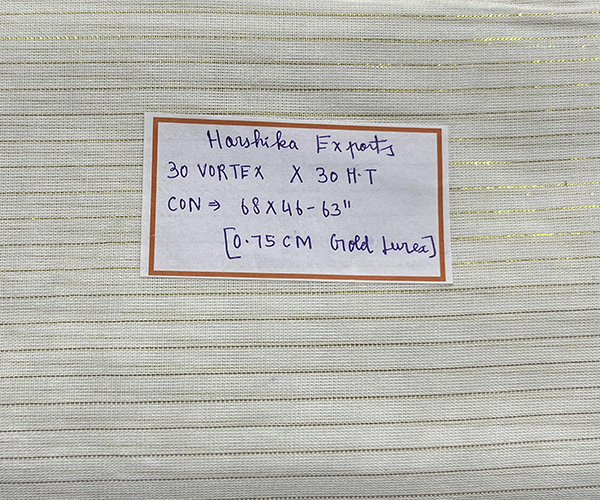 Harshika Exports
30 VORTEX X 30 H.T
CON ⇒ 68 X 46 - 63"
[0.75 CM Gold Lurex]